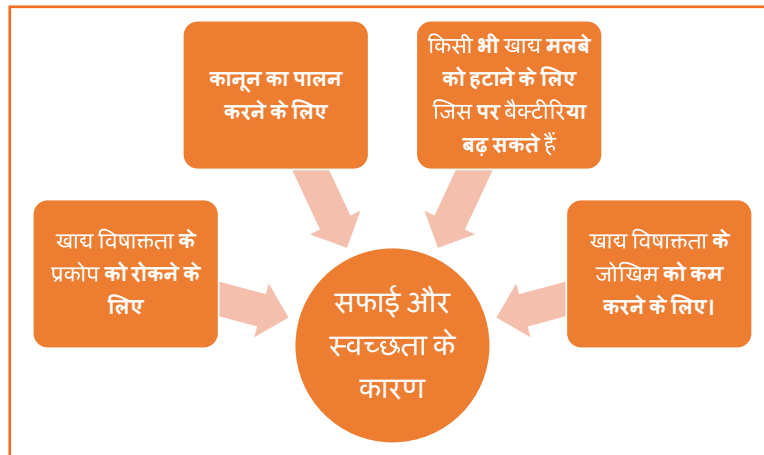 कानून का पालन
करने के लिए
किसी भी खाद्य मलबे
को हटाने के लिए
जिस पर बैक्टीरिया
बढ़ सकते हैं
खाद्य विषाक्तता के
प्रकोप को रोकने के
लिए
खाद्य विषाक्तता के
जोखिम को कम
करने के लिए।
सफाई और
स्वच्छता के
कारण